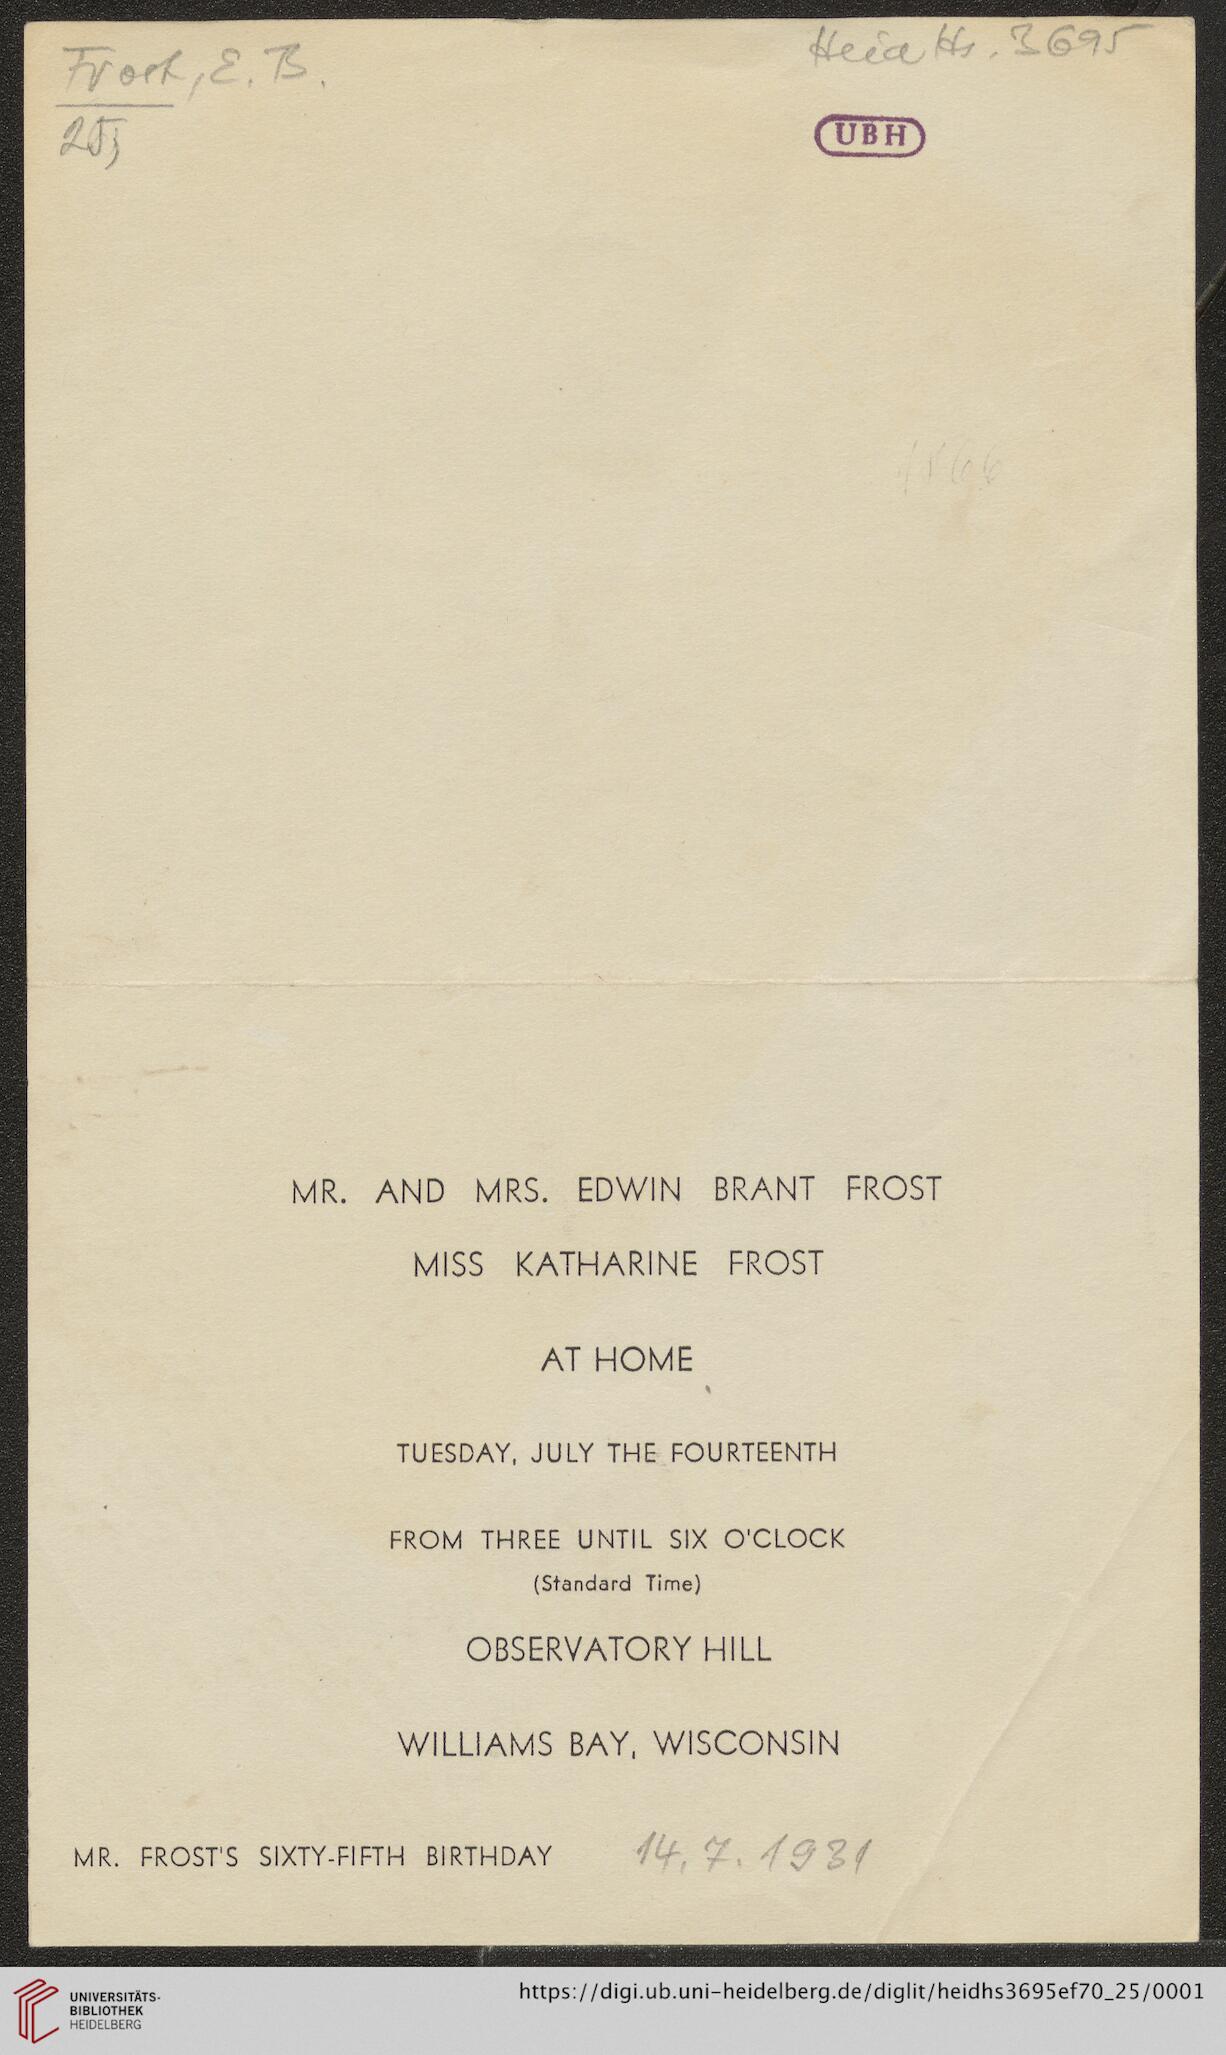 Frost, E. B.
Heid Hs. 3695
25,
UBH
1866
MR. AND MRS. EDWIN BRANT FROST
MISS KATHARINE FROST
AT HOME
TUESDAY, JULY THE FOURTEENTH
FROM THREE UNTIL SIX O'CLOCK
(Standard Time)
OBSERVATORY HILL
WILLIAMS BAY, WISCONSIN
MR. FROST'S SIXTY-FIFTH BIRTHDAY 14. 7. 1931
UNIVERSITÄTS-
BIBLIOTHEK
HEIDELBERG
https://digi.ub.uni-heidelberg.de/diglit/heidhs3695ef70_25/0001